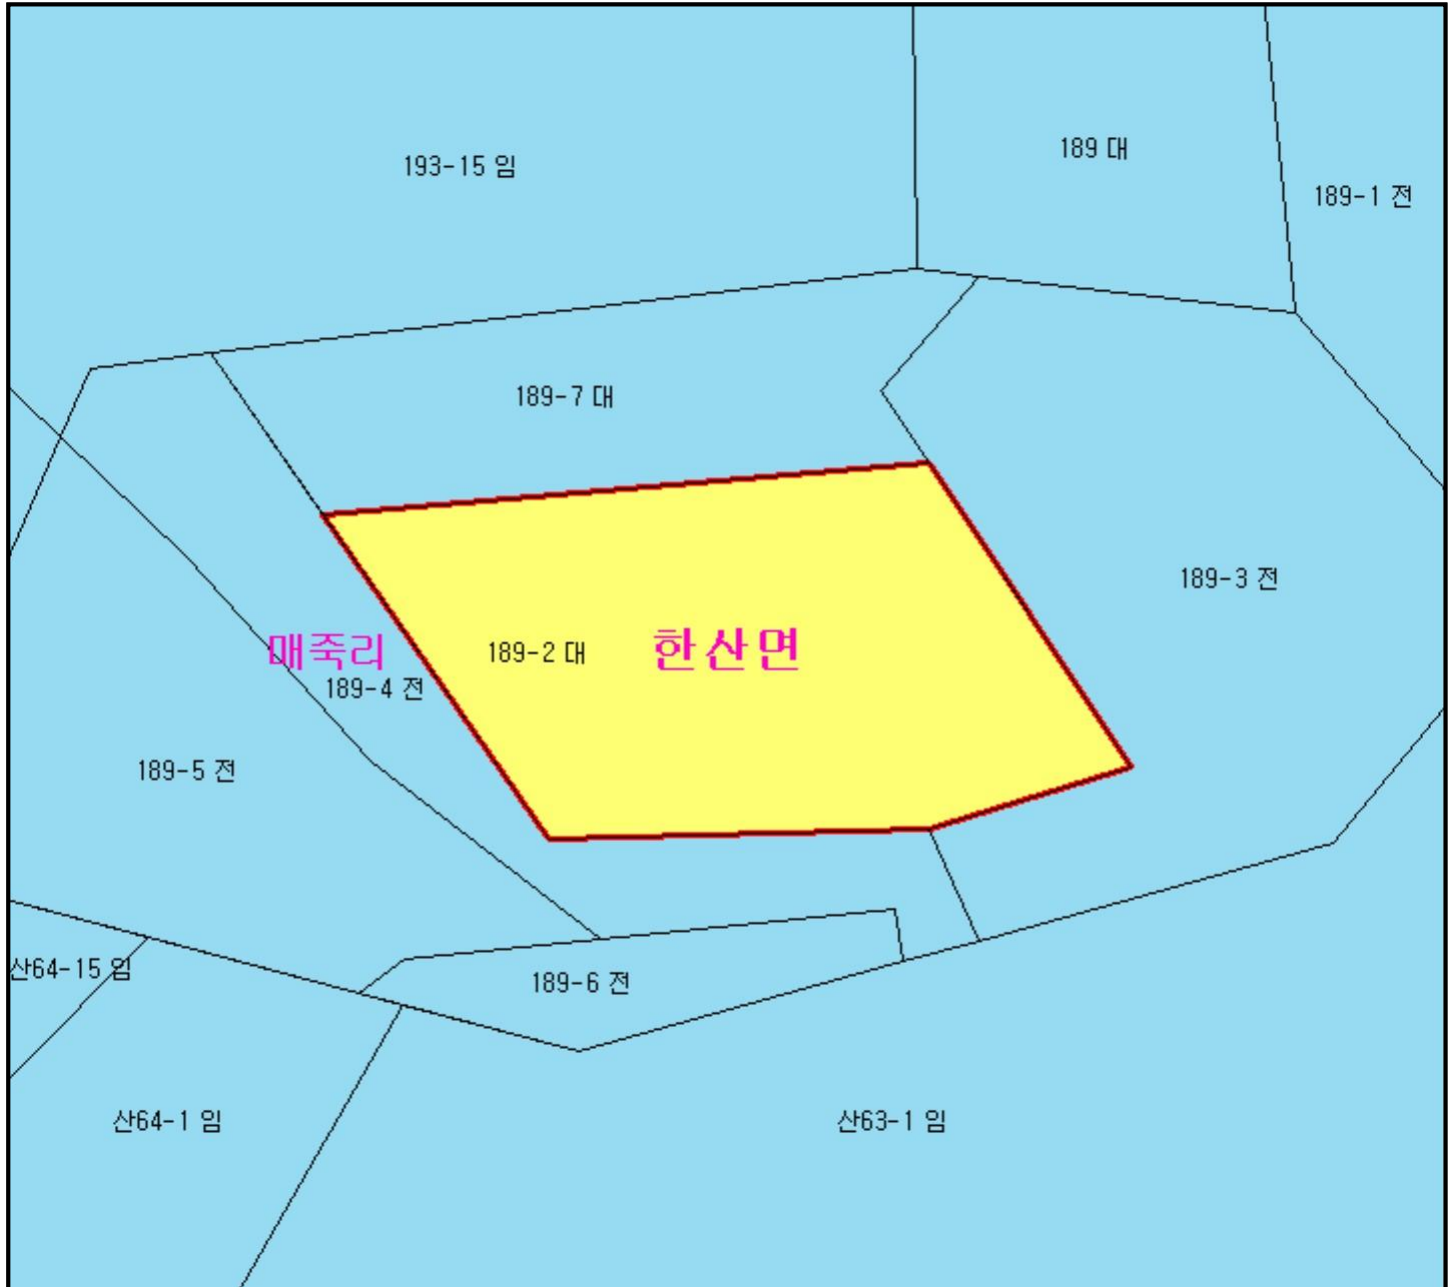 189 대
193-15 임
189-1 전
189-7 대
189-3 전
매죽리
189-2 대
한산면
189-4 전
189-5 전
산64-15 임
189-6 전
산64-1 임
산63-1 임